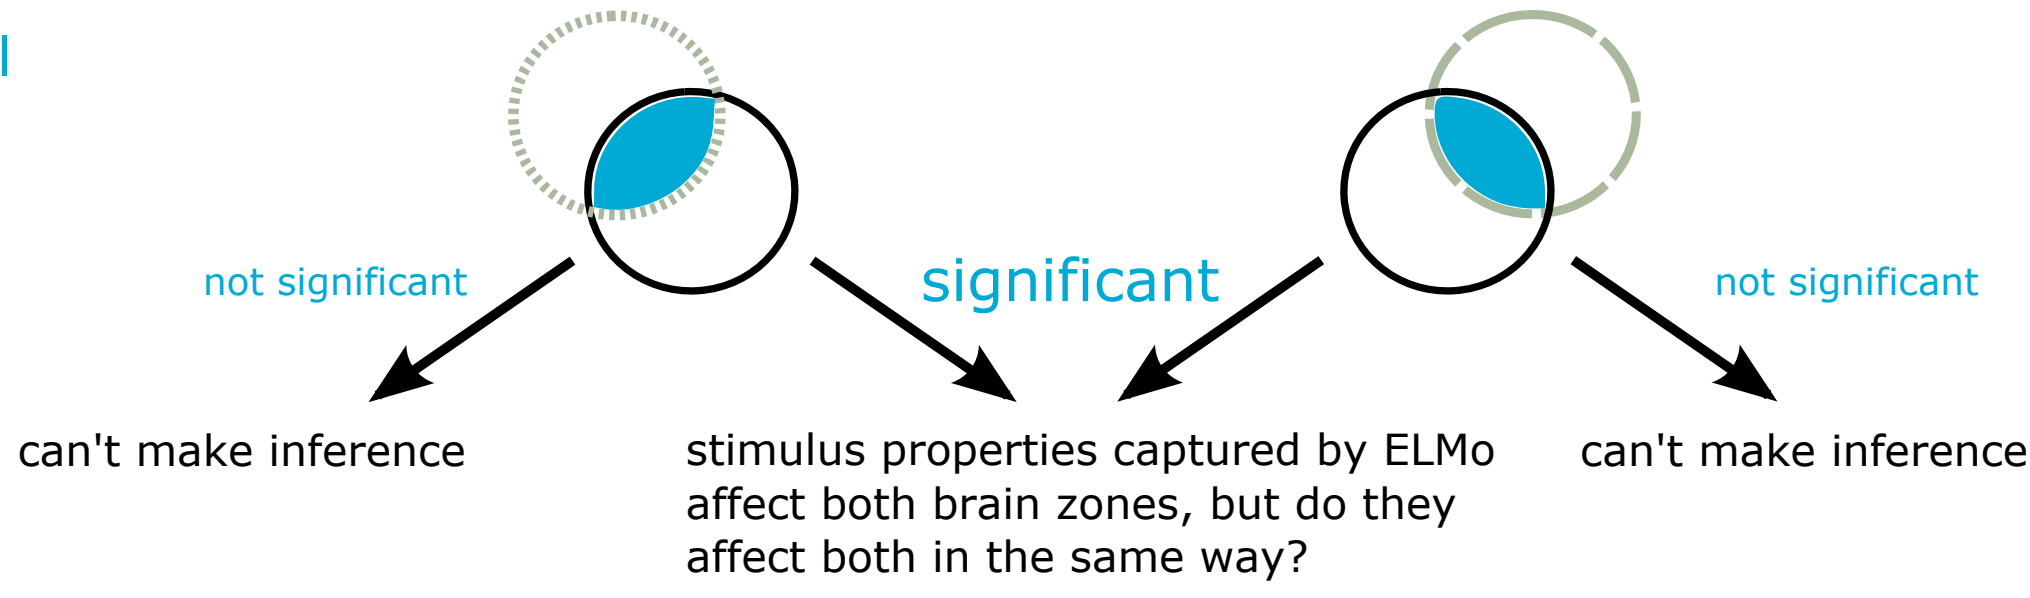 not significant
significant
not significant
can't make inference
stimulus properties captured by ELMo
affect both brain zones, but do they
affect both in the same way?
can't make inference